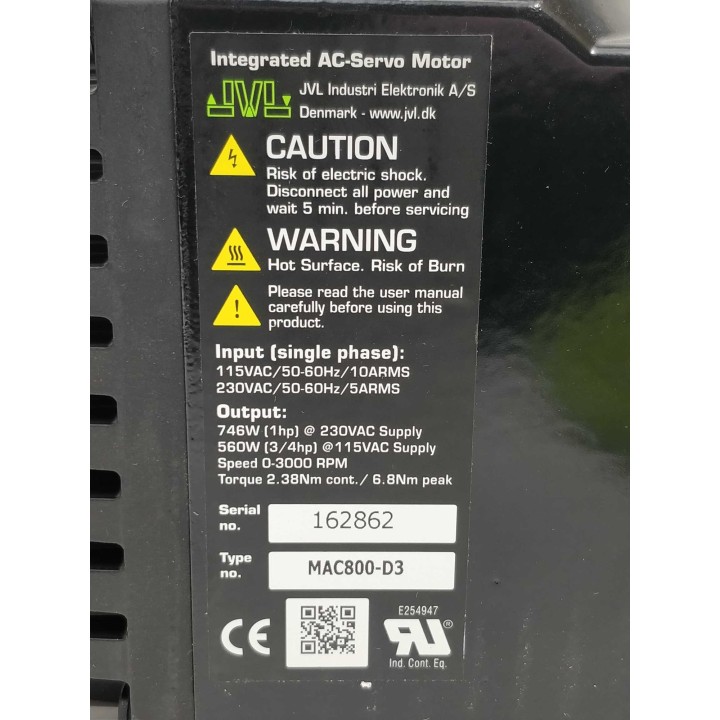 Integrated AC-Servo Motor
JVL
JVL Industri Elektronik A/S
Denmark - www.jvl.dk
CAUTION
Risk of electric shock.
Disconnect all power and
wait 5 min. before servicing
WARNING
Hot Surface. Risk of Burn
!
Please read the user manual
carefully before using this
product.
Input (single phase):
115VAC/50-60Hz/10ARMS
230VAC/50-60Hz/5ARMS
Output:
746W (1hp) @ 230VAC Supply
560W (3/4hp) @115VAC Supply
Speed 0-3000 RPM
Torque 2.38Nm cont./ 6.8Nm peak
Serial
no.
162862
Type
no.
MAC800-D3
CE
E254947
RU®
Ind. Cont. Eq.